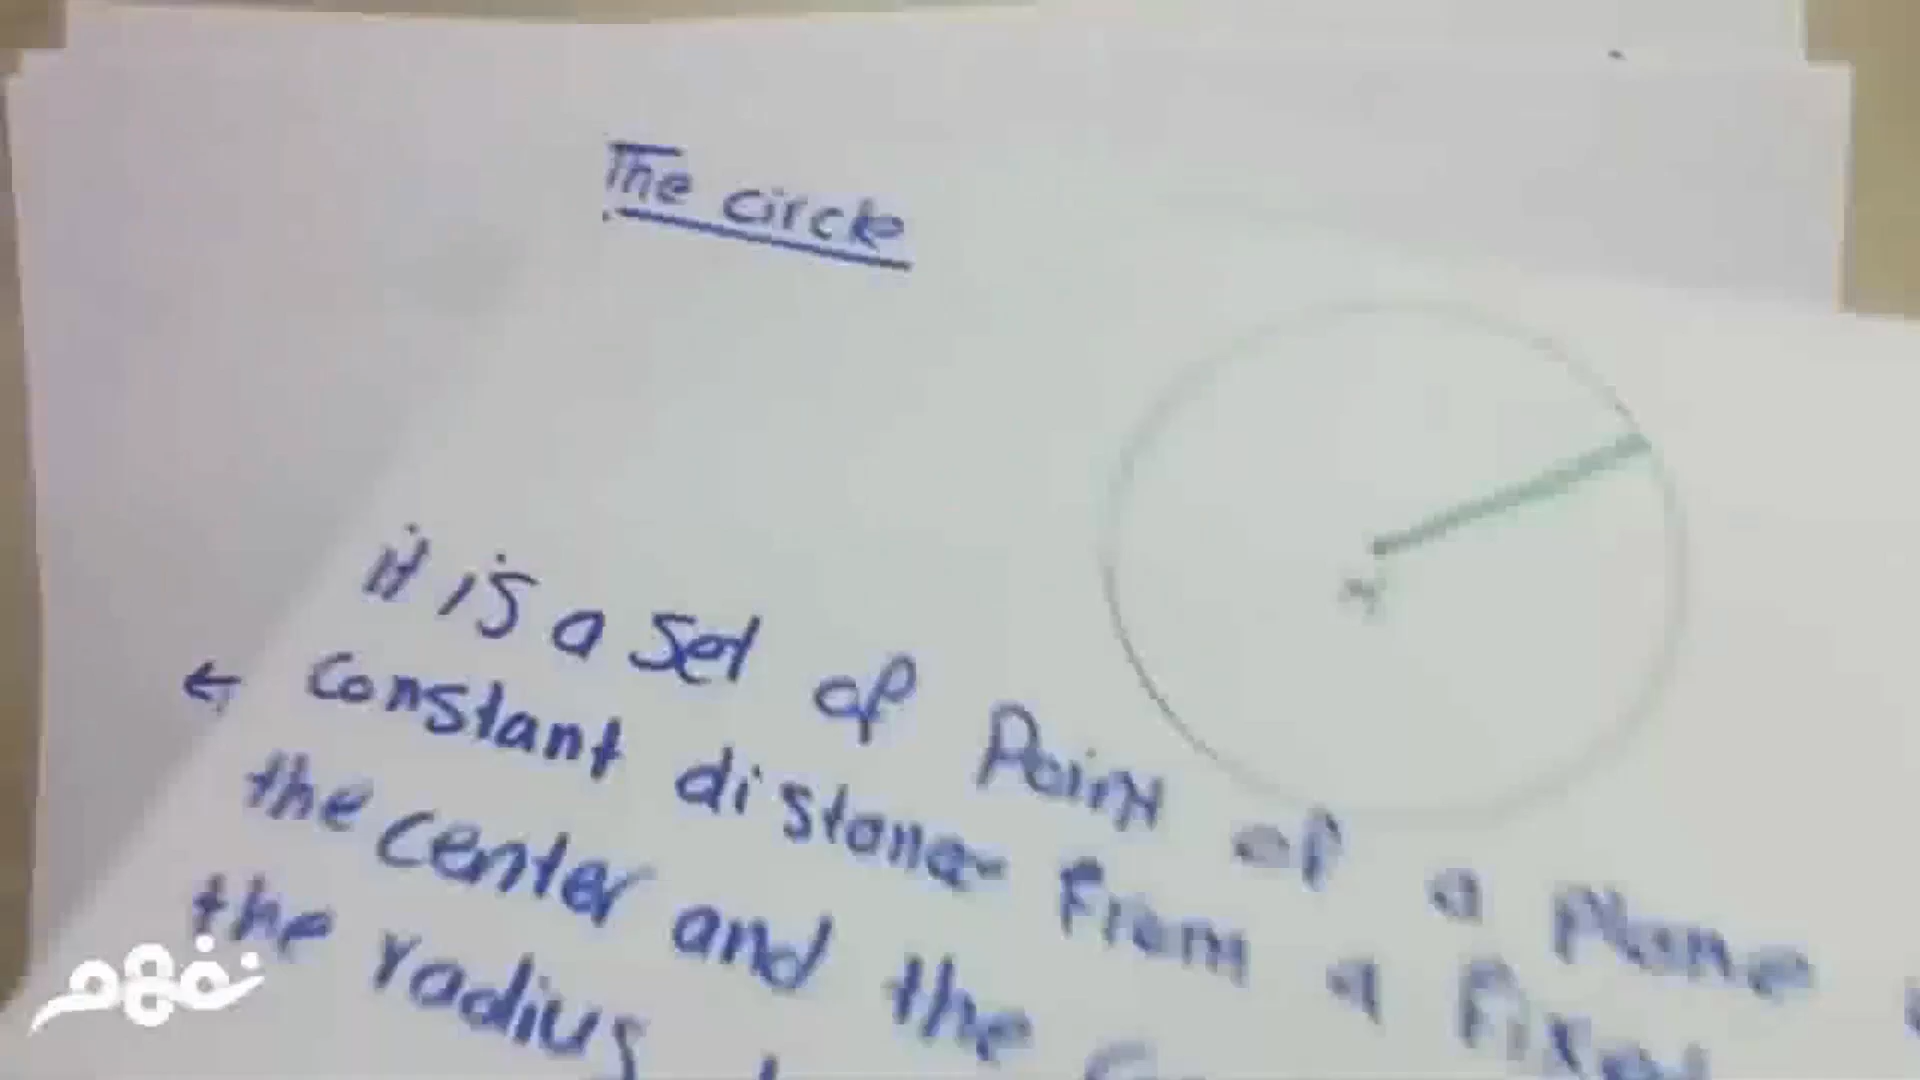 The circle
M
it is a set of Point of a plane
← constant distance from a fixed
the center and the
the radius
نفهم